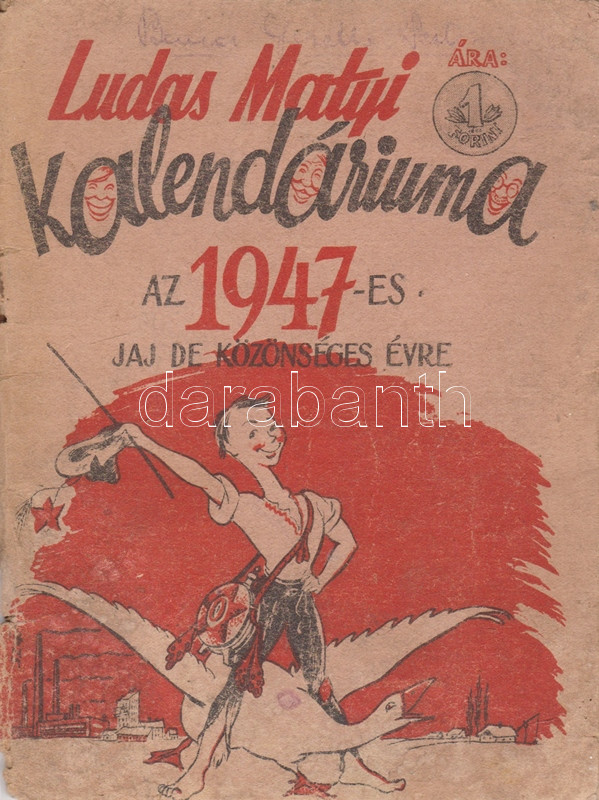 Ludas Matyi
ÁRA:
1
FORINT
Kalendáriuma
AZ 1947-ES
JAJ DE KÖZÖNSÉGES ÉVRE
darabanth